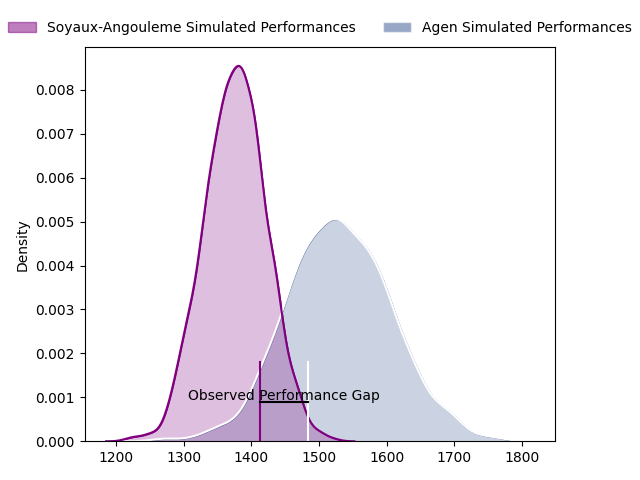 Soyaux-Angouleme Simulated Performances
Agen Simulated Performances
0.008
0.007
0.006
0.005
0.004
0.003
0.002
0.001
0.000
Density
Observed Performance Gap
1200 1300 1400 1500 1600 1700 1800